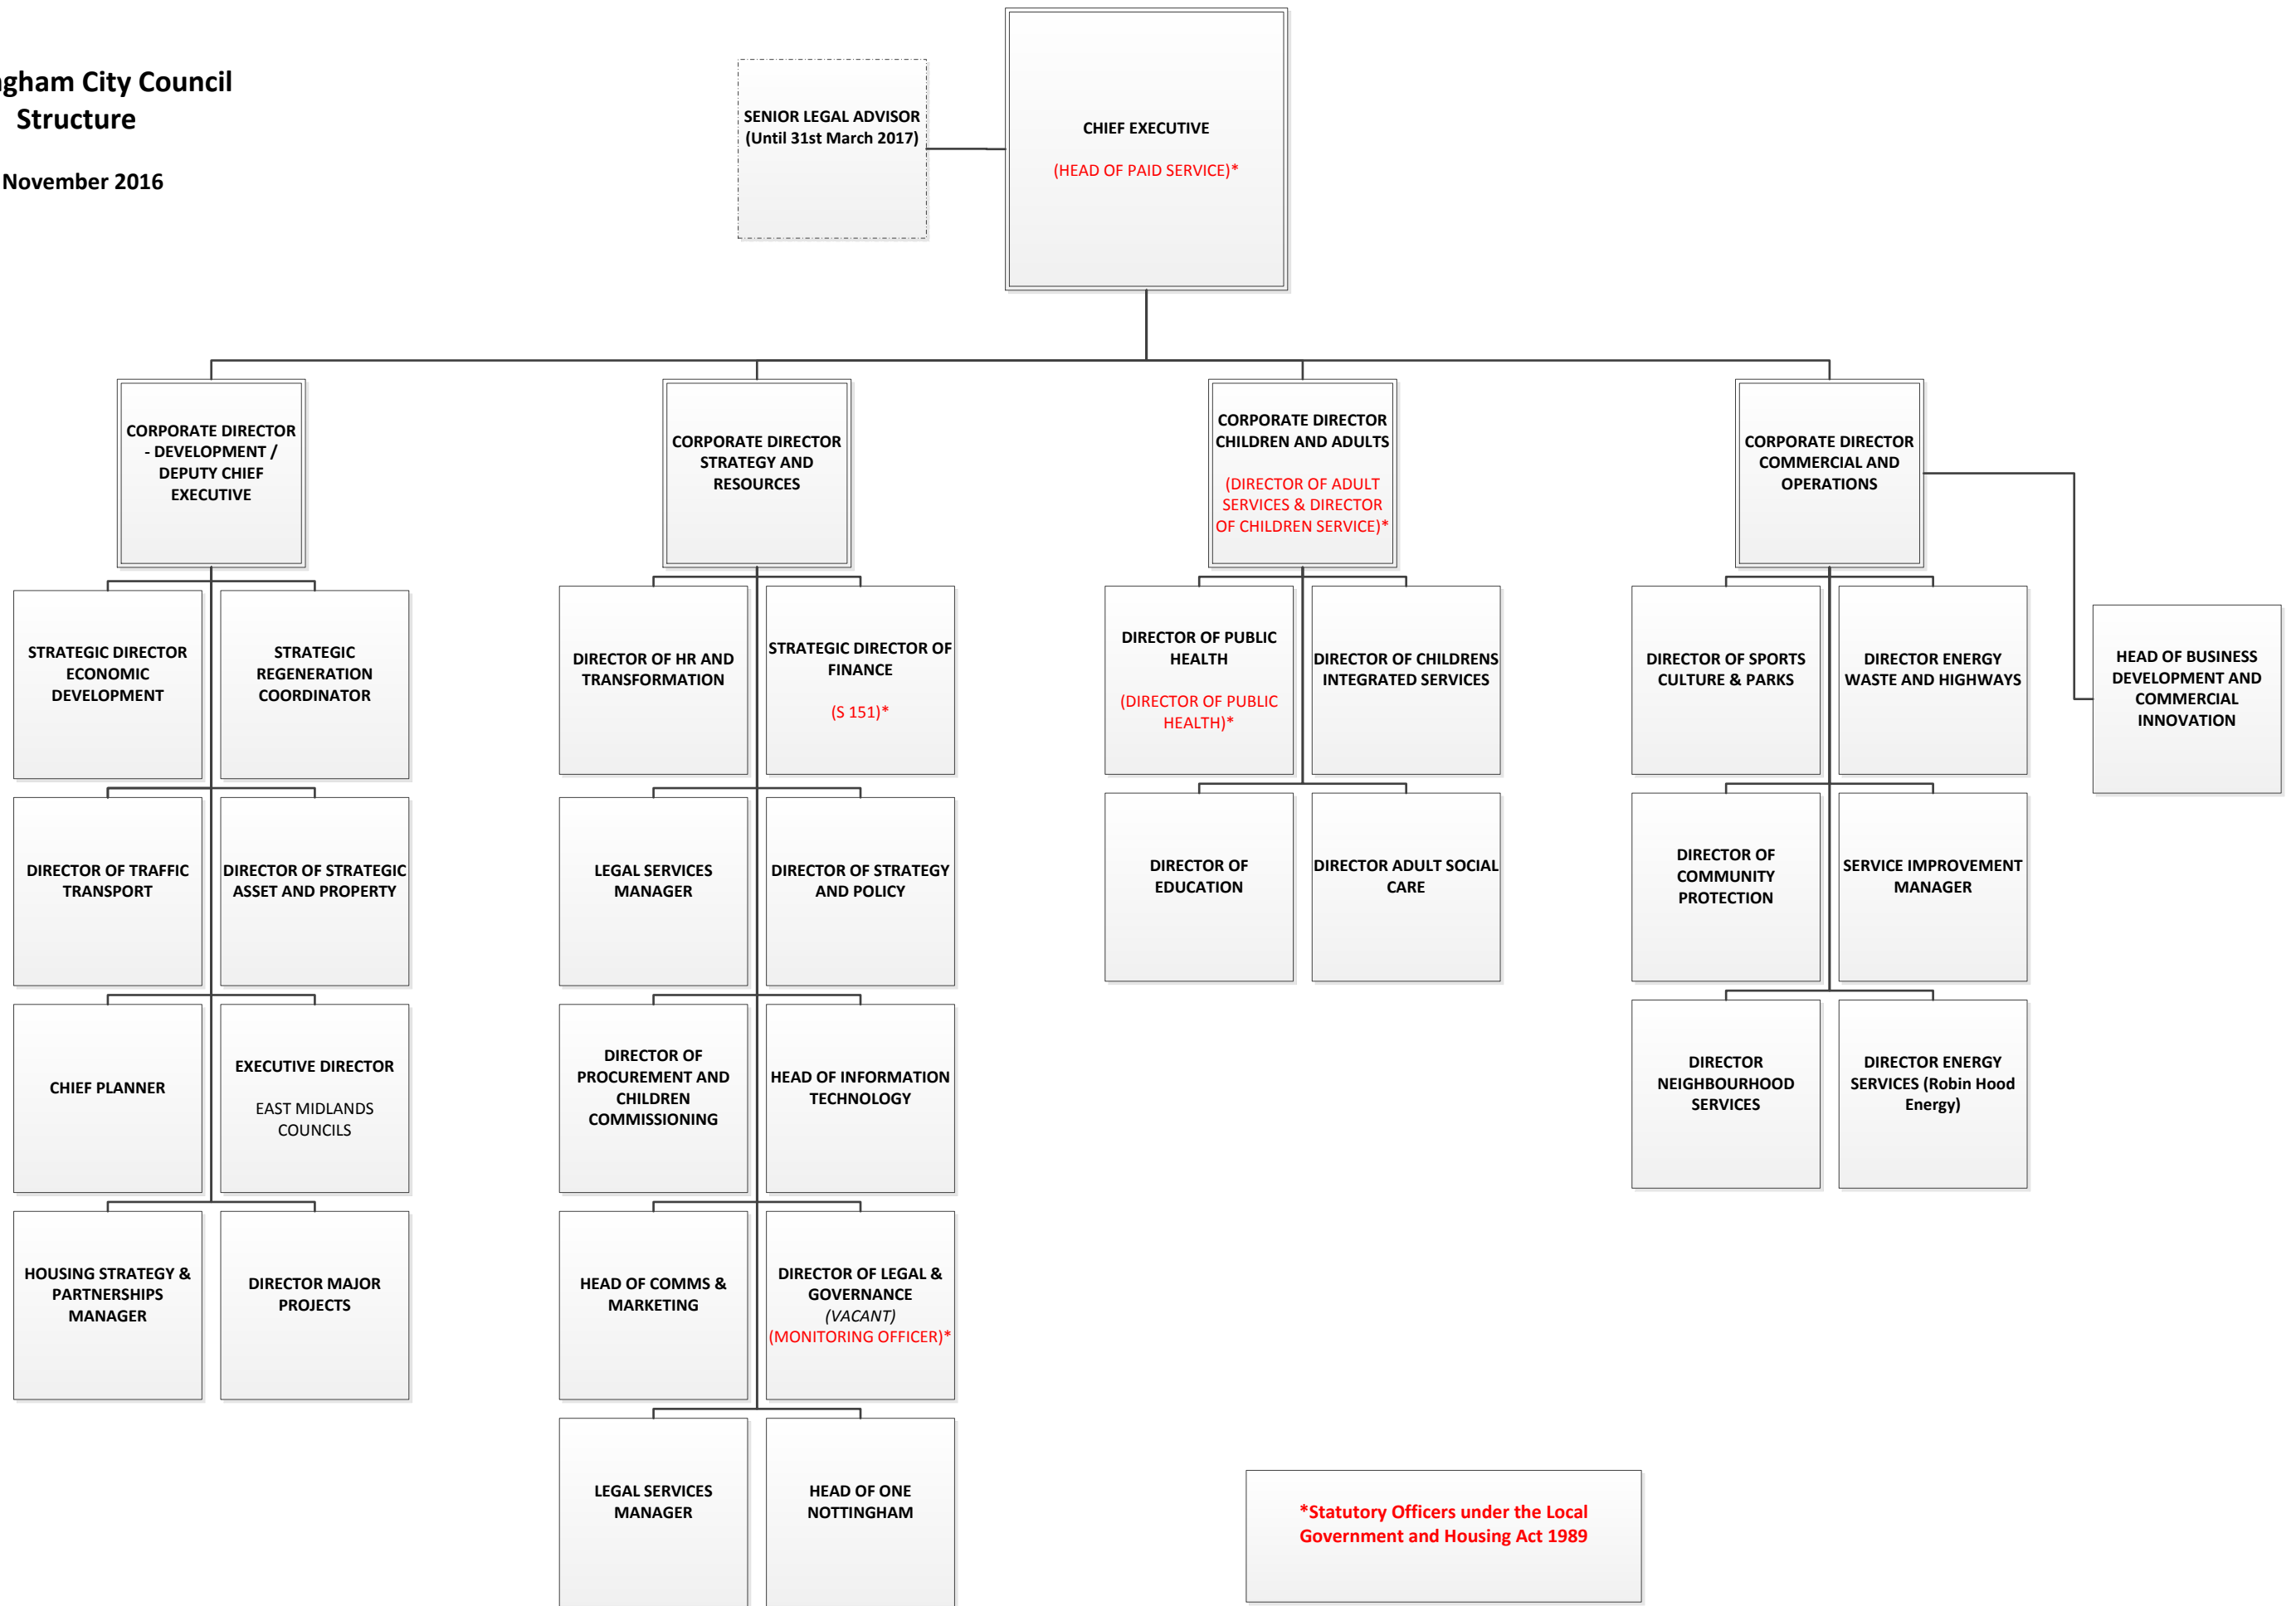 gham City Council
Structure
November 2016
SENIOR LEGAL ADVISOR
(Until 31st March 2017)
CHIEF EXECUTIVE
(HEAD OF PAID SERVICE)*
CORPORATE DIRECTOR
- DEVELOPMENT /
DEPUTY CHIEF
EXECUTIVE
CORPORATE DIRECTOR
STRATEGY AND
RESOURCES
CORPORATE DIRECTOR
CHILDREN AND ADULTS
(DIRECTOR OF ADULT
SERVICES & DIRECTOR
OF CHILDREN SERVICE)*
CORPORATE DIRECTOR
COMMERCIAL AND
OPERATIONS
STRATEGIC DIRECTOR
ECONOMIC
DEVELOPMENT
STRATEGIC
REGENERATION
COORDINATOR
DIRECTOR OF HR AND
TRANSFORMATION
STRATEGIC DIRECTOR OF
FINANCE
(S 151)*
DIRECTOR OF PUBLIC
HEALTH
(DIRECTOR OF PUBLIC
HEALTH)*
DIRECTOR OF CHILDRENS
INTEGRATED SERVICES
DIRECTOR OF SPORTS
CULTURE & PARKS
DIRECTOR ENERGY
WASTE AND HIGHWAYS
HEAD OF BUSINESS
DEVELOPMENT AND
COMMERCIAL
INNOVATION
DIRECTOR OF TRAFFIC
TRANSPORT
DIRECTOR OF STRATEGIC
ASSET AND PROPERTY
LEGAL SERVICES
MANAGER
DIRECTOR OF STRATEGY
AND POLICY
DIRECTOR OF
EDUCATION
DIRECTOR ADULT SOCIAL
CARE
DIRECTOR OF
COMMUNITY
PROTECTION
SERVICE IMPROVEMENT
MANAGER
CHIEF PLANNER
EXECUTIVE DIRECTOR
EAST MIDLANDS
COUNCILS
DIRECTOR OF
PROCUREMENT AND
CHILDREN
COMMISSIONING
HEAD OF INFORMATION
TECHNOLOGY
DIRECTOR
NEIGHBOURHOOD
SERVICES
DIRECTOR ENERGY
SERVICES (Robin Hood
Energy)
HOUSING STRATEGY &
PARTNERSHIPS
MANAGER
DIRECTOR MAJOR
PROJECTS
HEAD OF COMMS &
MARKETING
DIRECTOR OF LEGAL &
GOVERNANCE
(VACANT)
(MONITORING OFFICER)*
LEGAL SERVICES
MANAGER
HEAD OF ONE
NOTTINGHAM
*Statutory Officers under the Local
Government and Housing Act 1989